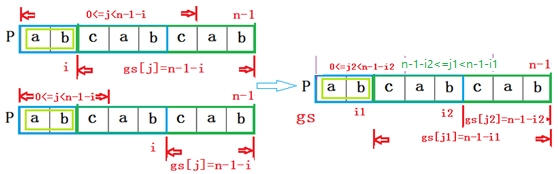 0<=j<n-1-i
n-1
P a b c a b c a b
i gs[j]=n-1-i
0<=j<n-1-i
n-1
P a b c a b c a b
i gs[j]=n-1-i
0<=j2<n-1-i2 n-1-i2<=j1<n-1-i1
n-1
P a b c a b c a b
gs i1 i2 gs[j2]=n-1-i2
gs[j1]=n-1-i1